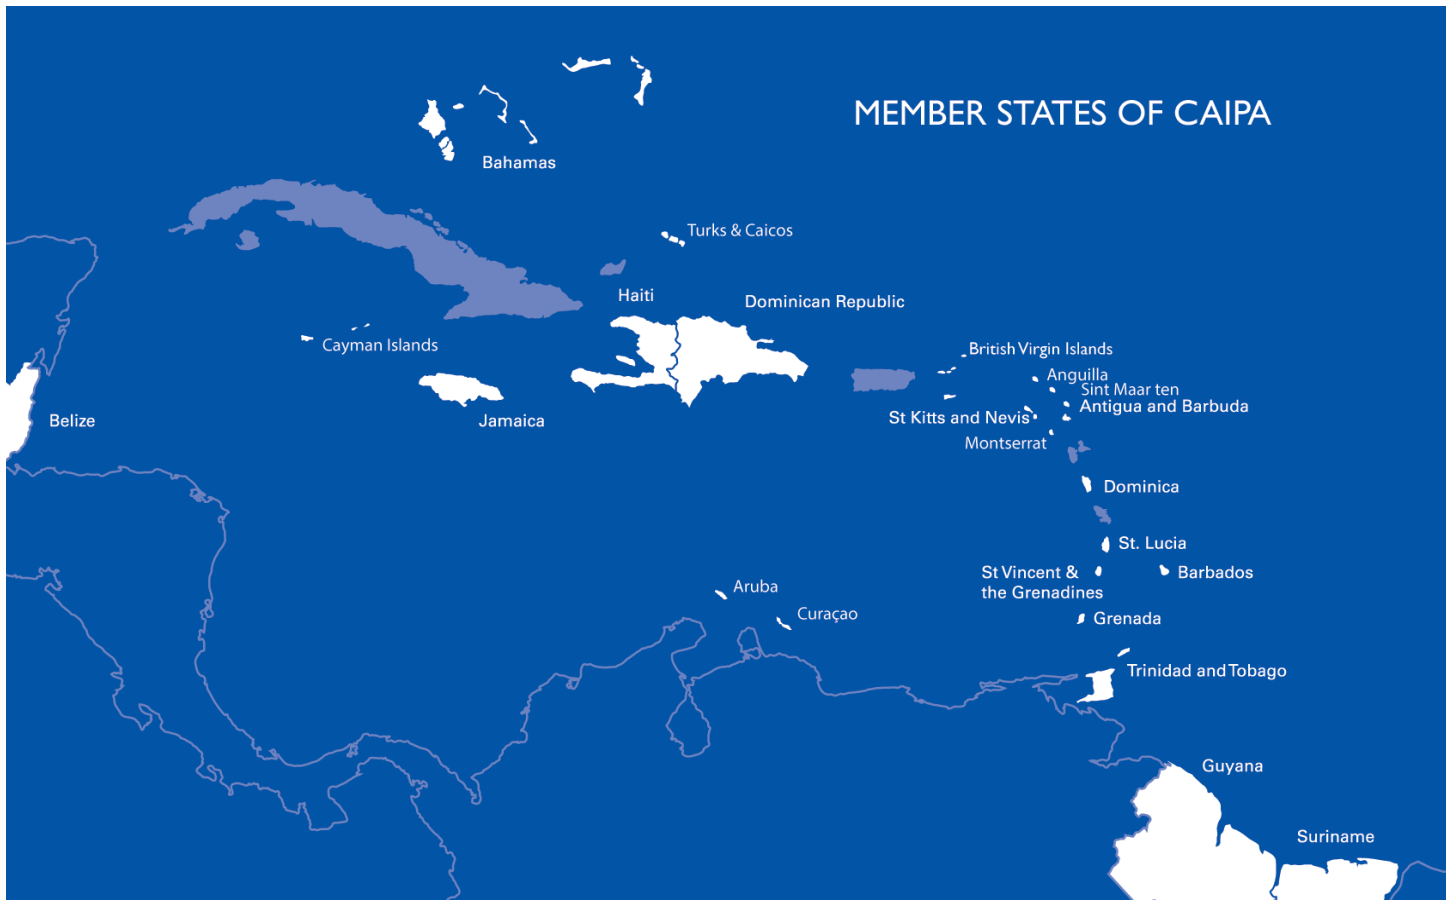 MEMBER STATES OF CAIPA
Bahamas
Turks & Caicos
Haiti
Dominican Republic
Cayman Islands
British Virgin Islands
Anguilla
Sint Maar ten
Antigua and Barbuda
St Kitts and Nevis
Jamaica
Belize
Montserrat
Dominica
St. Lucia
St Vincent &
the Grenadines
Barbados
Aruba
Curaçao
Grenada
Trinidad and Tobago
Guyana
Suriname